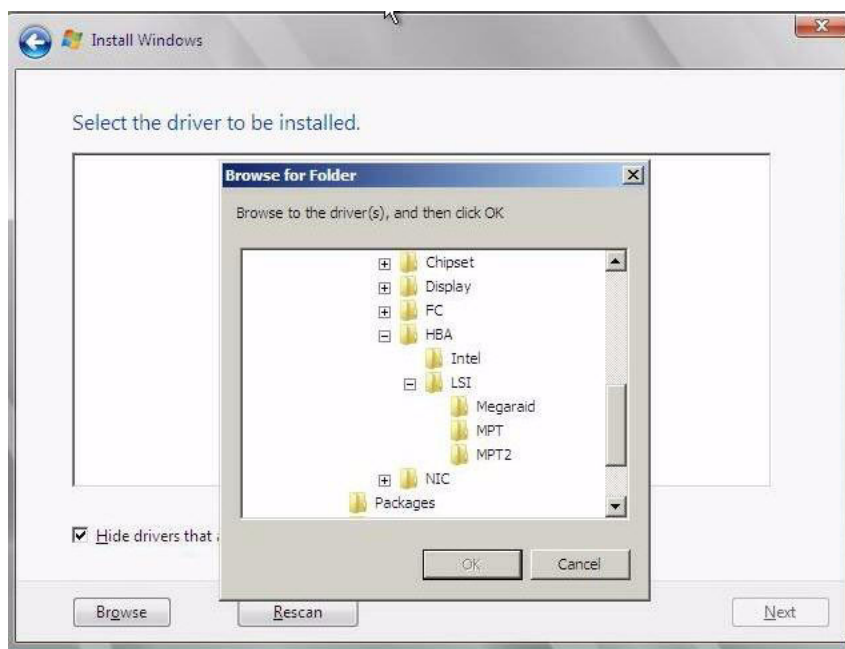 Install Windows
Select the driver to be installed.
Browse for Folder
Browse to the driver(s), and then click OK
Chipset
Display
FC
HBA
Intel
LSI
Megaraid
MPT
MPT2
NIC
Packages
Hide drivers that
OK Cancel
Browse Rescan Next